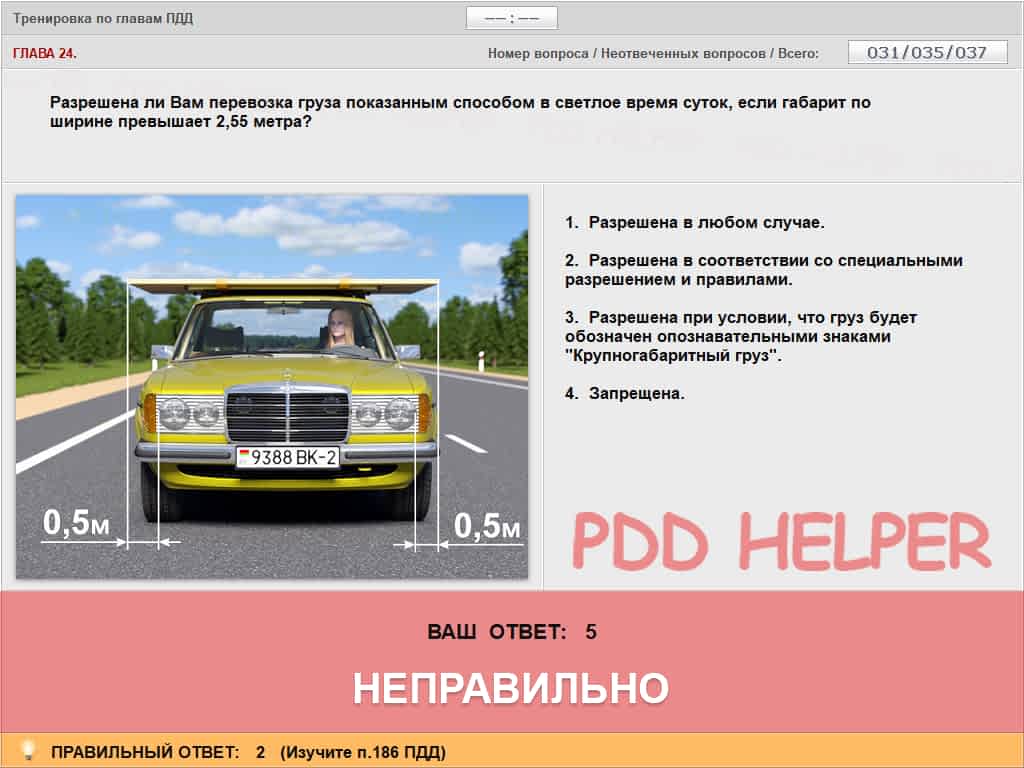 Тренировка по главам ПДД
–– : ––
ГЛАВА 24.
Номер вопроса / Неотвеченных вопросов / Всего:
031/035/037
Разрешена ли Вам перевозка груза показанным способом в светлое время суток, если габарит по
ширине превышает 2,55 метра?
1. Разрешена в любом случае.
2. Разрешена в соответствии со специальными
разрешением и правилами.
3. Разрешена при условии, что груз будет
обозначен опознавательными знаками
"Крупногабаритный груз".
4. Запрещена.
9388 BK-2
0,5м
0,5м
PDD HELPER
ВАШ ОТВЕТ: 5
НЕПРАВИЛЬНО
ПРАВИЛЬНЫЙ ОТВЕТ: 2 (Изучите п.186 ПДД)